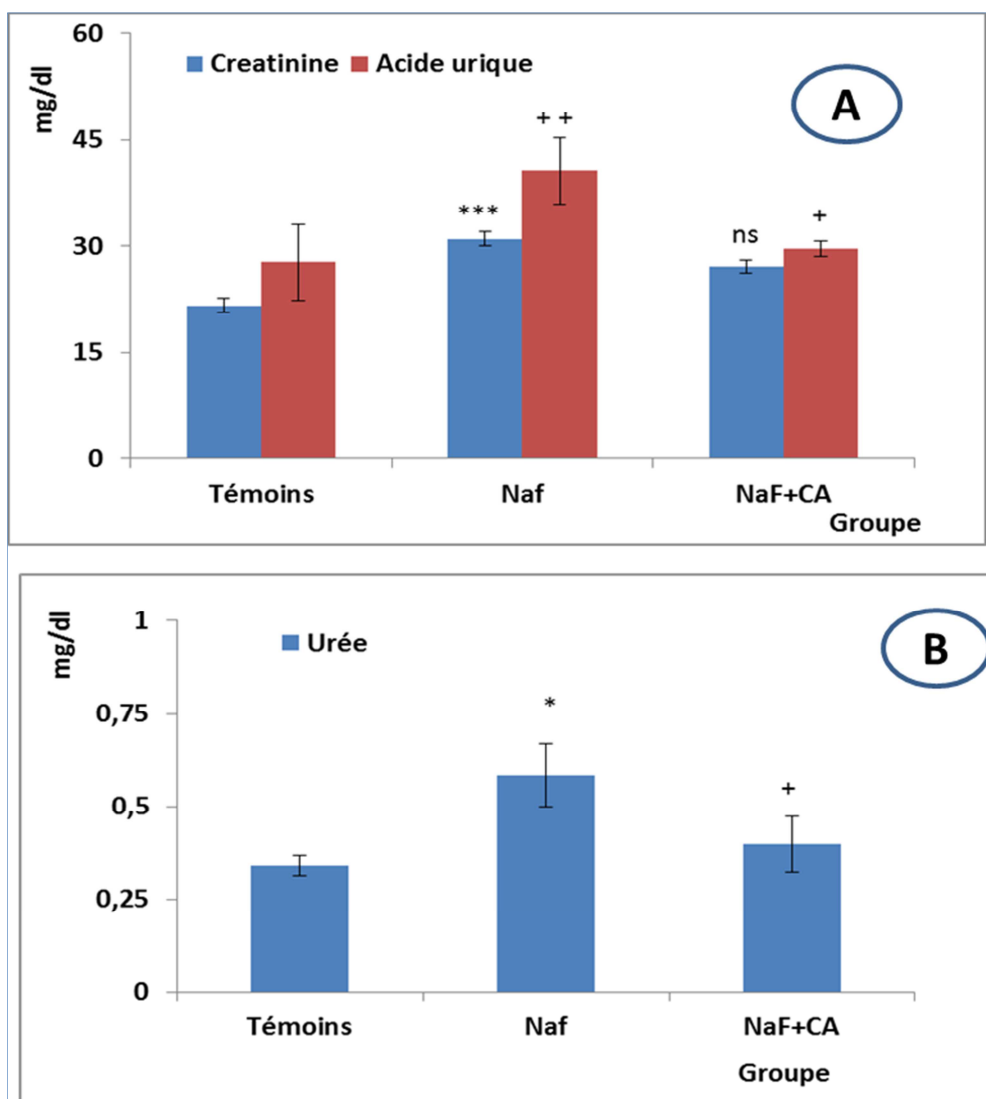 60
45
30
15
0
mg/dl
Creatinine
Acide urique
A
***
+ +
ns
+
Témoins
Naf
NaF+CA
Groupe
1
0,75
0,5
0,25
0
mg/dl
Urée
B
*
+
Témoins
Naf
NaF+CA
Groupe